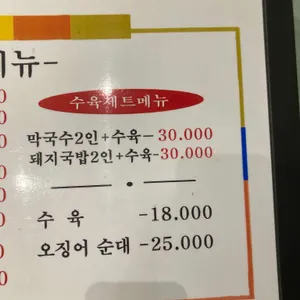 메뉴-
수육세트메뉴
막국수2인+수육- 30.000
돼지국밥2인+수육-30.000
수 육 -18.000
오징어 순대 -25.000